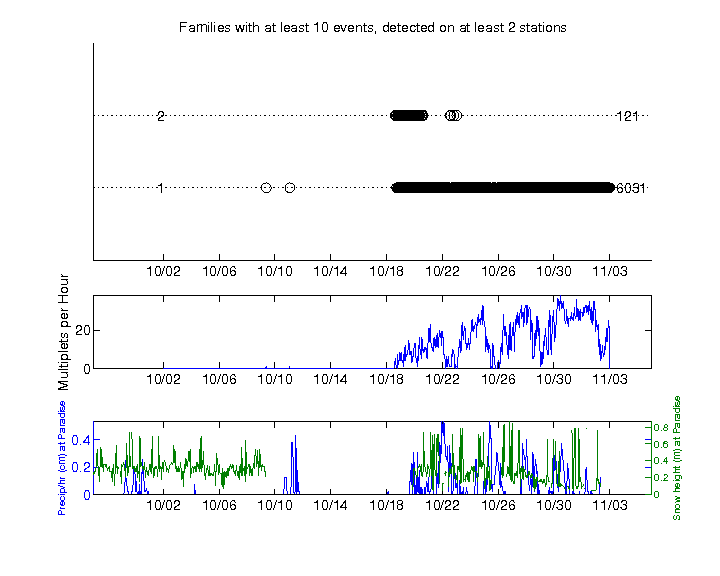 Families with at least 10 events, detected on at least 2 stations
2 121
1 6031
10/02 10/06 10/10 10/14 10/18 10/22 10/26 10/30 11/03
Multiplets per Hour
20
0
10/02 10/06 10/10 10/14 10/18 10/22 10/26 10/30 11/03
Precip/hr (cm) at Paradise
0.4
0.2
0
Snow height (m) at Paradise
0.8
0.6
0.4
0.2
0
10/02 10/06 10/10 10/14 10/18 10/22 10/26 10/30 11/03